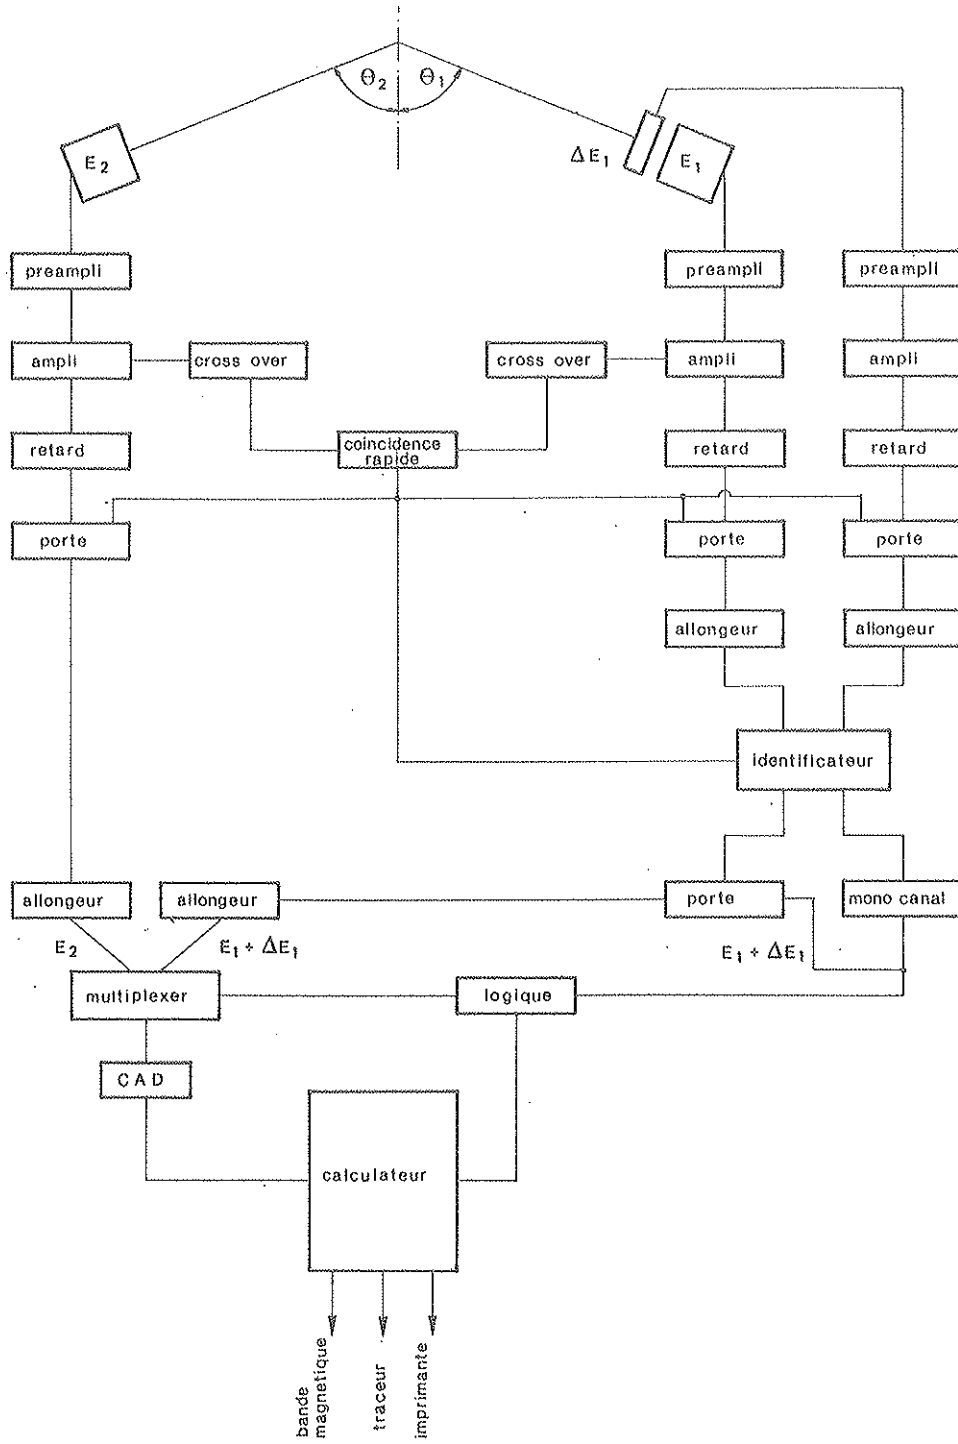 Θ2 Θ1
E2
ΔE1 E1
preampli preampli preampli
ampli cross over cross over ampli ampli
retard coincidence retard retard
rapide
porte porte porte
allongeur allongeur
identificateur
allongeur allongeur porte mono canal
E2 E1 + ΔE1 E1 + ΔE1
multiplexer logique
CAD
calculateur
bande
magnetique
traceur
imprimante